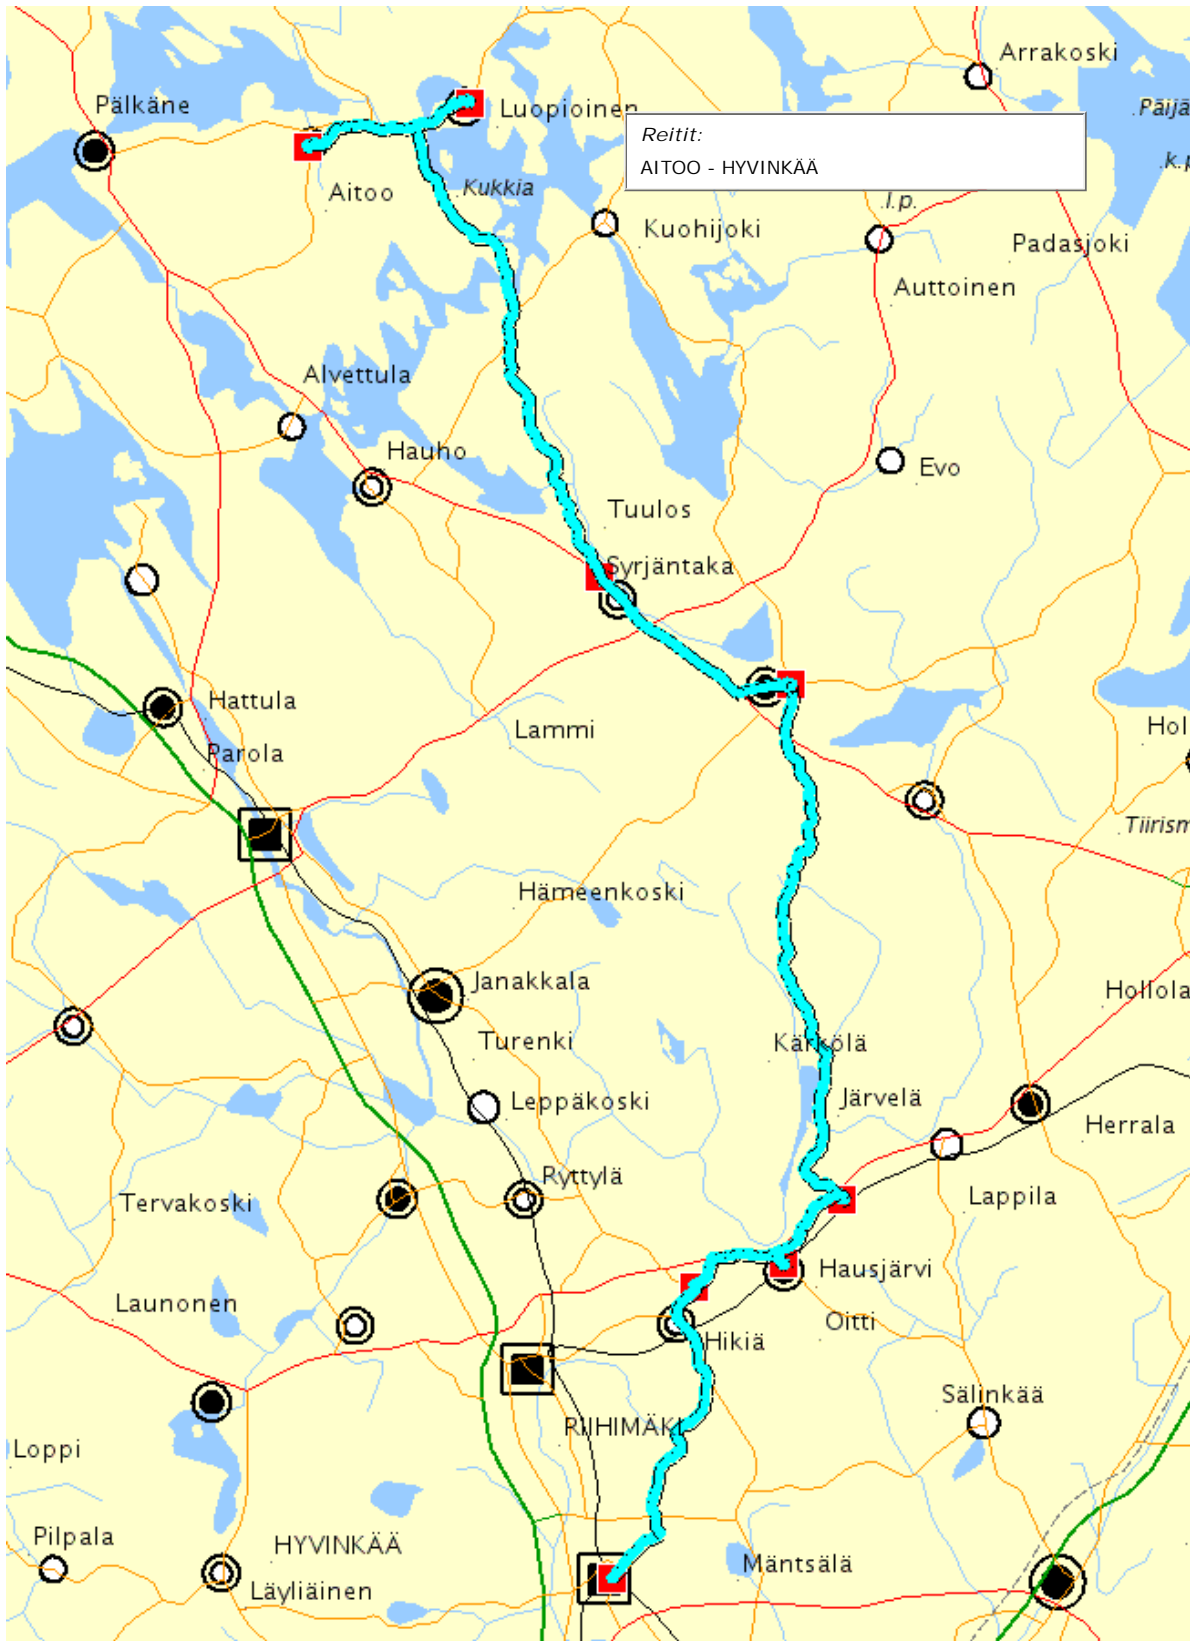 Arrakoski
Pälkäne
Luopioinen
Päijä
Reitit:
AITOO - HYVINKÄÄ
k.p
Kukkia
Aitoo
l.p.
Kuohijoki
Padasjoki
Auttoinen
Alvettula
Hauho
Evo
Tuulos
Syrjäntaka
Hattula
Lammi
Hol
Parola
Tiirism
Hämeenkoski
Janakkala
Hollola
Turenki
Kärkölä
Leppäkoski
Järvelä
Herrala
Ryttylä
Tervakoski
Lappila
Hausjärvi
Launonen
Oitti
Hikiä
Sälinkää
RIIHIMÄKI
Loppi
Pilpala
HYVINKÄÄ
Mäntsälä
Läyliäinen